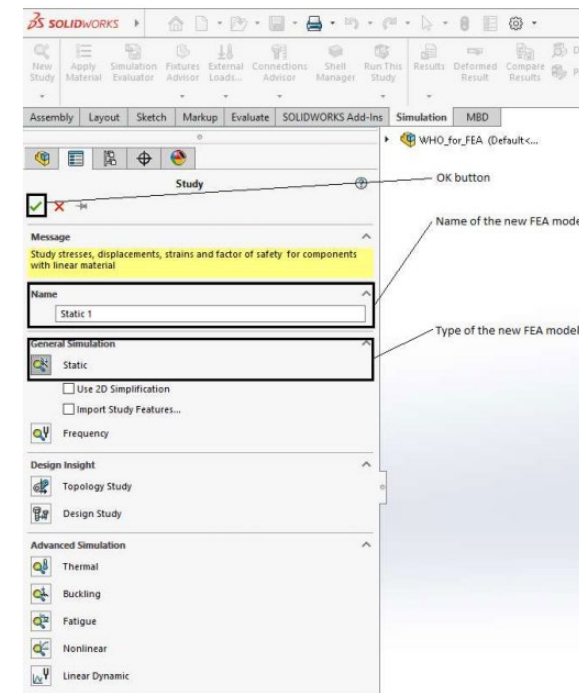 SOLIDWORKS
New Study
Apply Material
Simulation Evaluator
Fixtures Advisor
External Loads...
Connections Advisor
Shell Manager
Run This Study
Results
Deformed Result
Compare Results
Assembly Layout Sketch Markup Evaluate SOLIDWORKS Add-Ins Simulation MBD
WHO_for_FEA (Default<...
Study
OK button
Message
Study stresses, displacements, strains and factor of safety for components
with linear material
Name of the new FEA mode
Name
Static 1
General Simulation
Type of the new FEA model
Static
Use 2D Simplification
Import Study Features...
Frequency
Design Insight
Topology Study
Design Study
Advanced Simulation
Thermal
Buckling
Fatigue
Nonlinear
Linear Dynamic